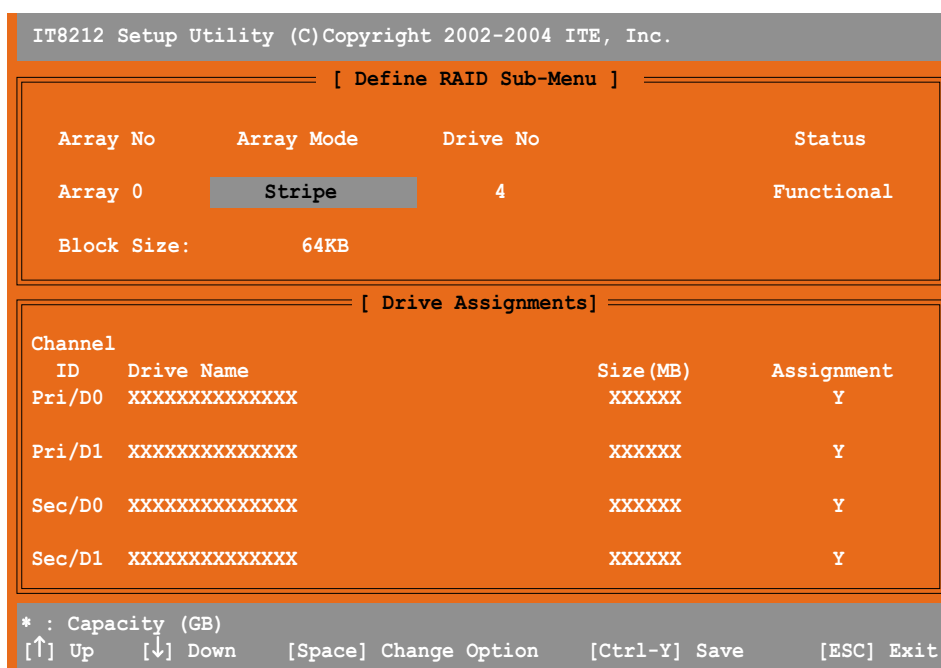 IT8212 Setup Utility (C)Copyright 2002-2004 ITE, Inc.
[ Define RAID Sub-Menu ]
Array No Array Mode Drive No Status
Array 0 Stripe 4 Functional
Block Size: 64KB
[ Drive Assignments]
Channel
ID Drive Name Size(MB) Assignment
Pri/D0 XXXXXXXXXXXXXX XXXXXX Y
Pri/D1 XXXXXXXXXXXXXX XXXXXX Y
Sec/D0 XXXXXXXXXXXXXX XXXXXX Y
Sec/D1 XXXXXXXXXXXXXX XXXXXX Y
* : Capacity (GB)
[↑] Up [↓] Down [Space] Change Option [Ctrl-Y] Save [ESC] Exit